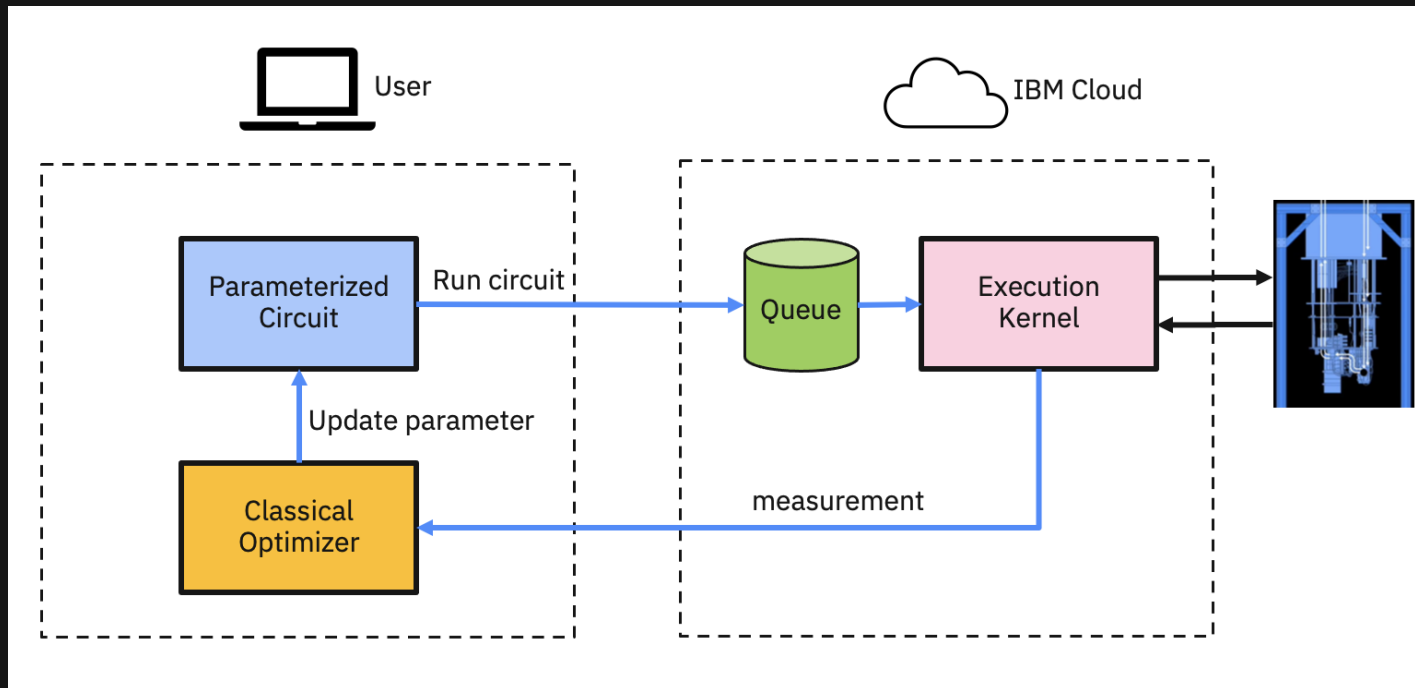 User
IBM Cloud
Parameterized
Circuit
Run circuit
Queue
Execution
Kernel
Update parameter
Classical
Optimizer
measurement